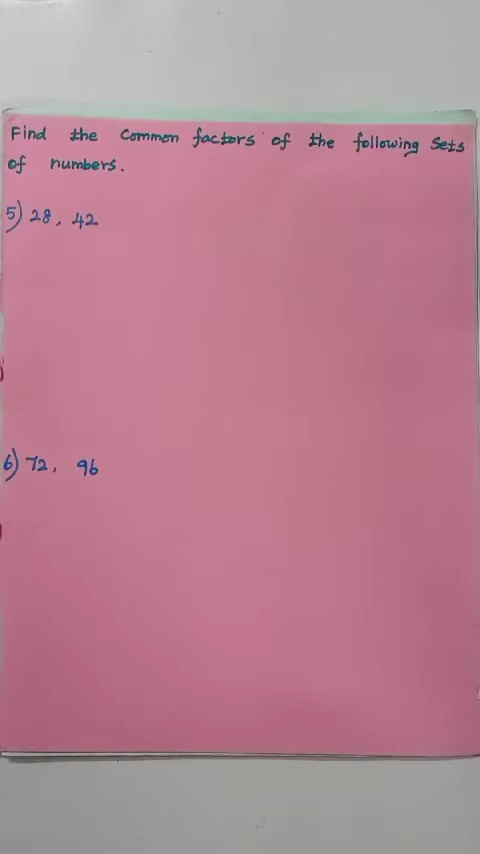 Find the Common factors of the following Sets
of numbers.
5) 28, 42
6) 72, 96